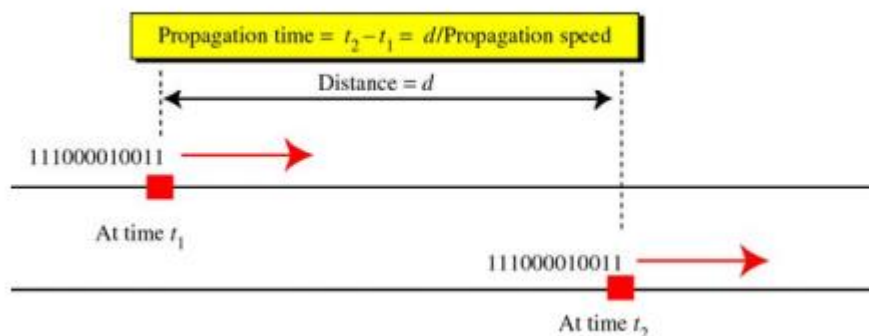 Propagation time = t₂ – t₁ = d/Propagation speed
Distance = d
111000010011
At time t₁
111000010011
At time t₂